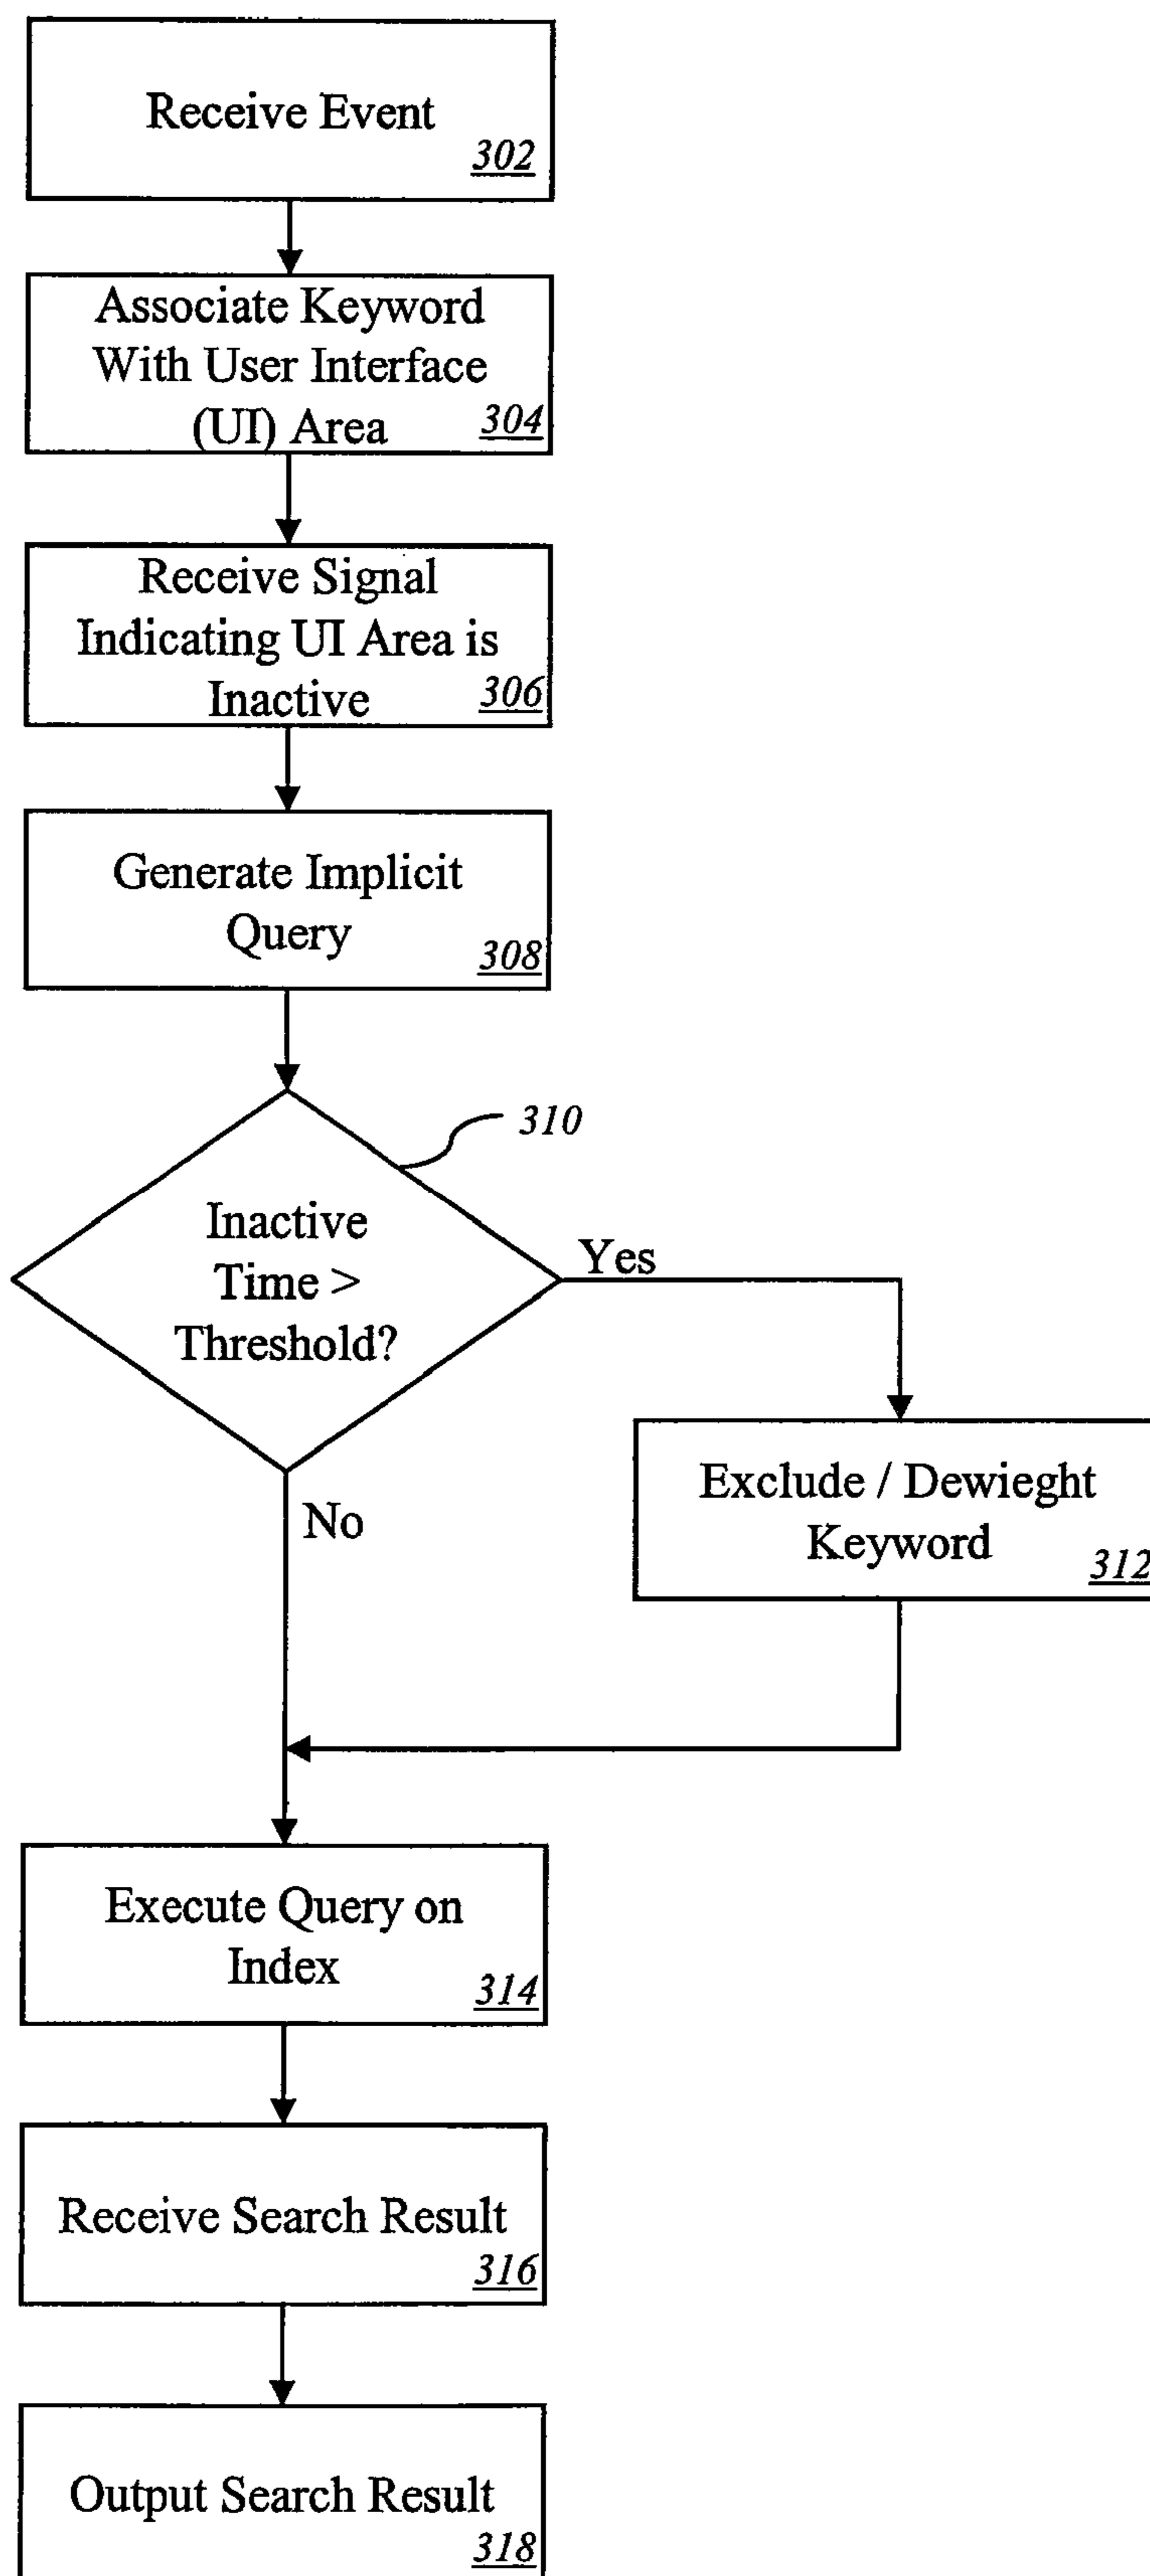 Receive Event
302
Associate Keyword
With User Interface
(UI) Area
304
Receive Signal
Indicating UI Area is
Inactive
306
Generate Implicit
Query
308
310
Inactive
Time >
Threshold?
Yes
No
Exclude / Dewieght
Keyword
312
Execute Query on
Index
314
Receive Search Result
316
Output Search Result
318